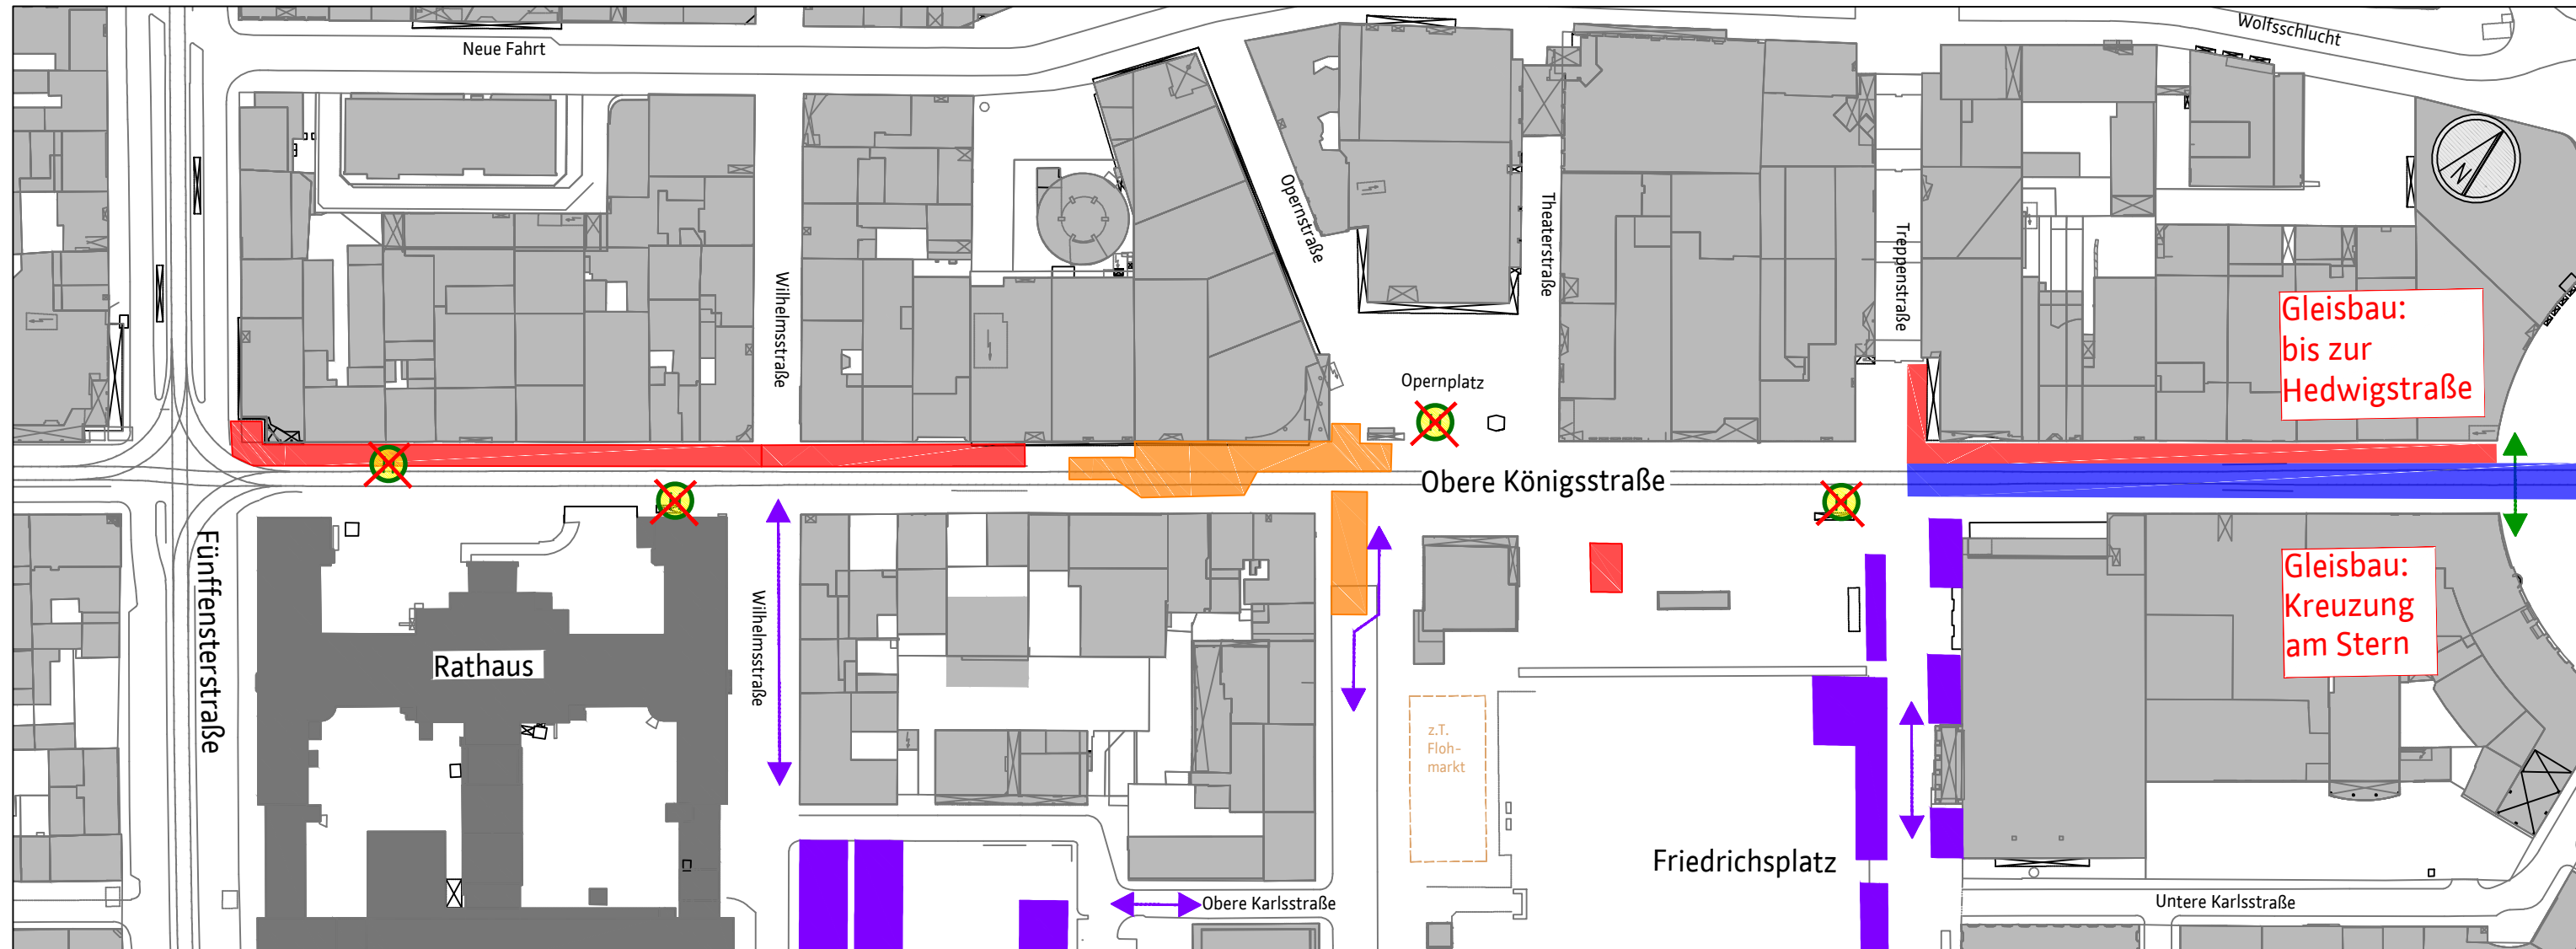 Wolfsschlucht
Neue Fahrt
N
Opernstraße
Theaterstraße
Treppenstraße
Wilhelmsstraße
Gleisbau:
bis zur
Hedwigstraße
Opernplatz
Obere Königsstraße
Fünffensterstraße
Gleisbau:
Kreuzung
am Stern
Wilhelmsstraße
Rathaus
z.T.
Floh-
markt
Friedrichsplatz
Obere Karlsstraße
Untere Karlsstraße